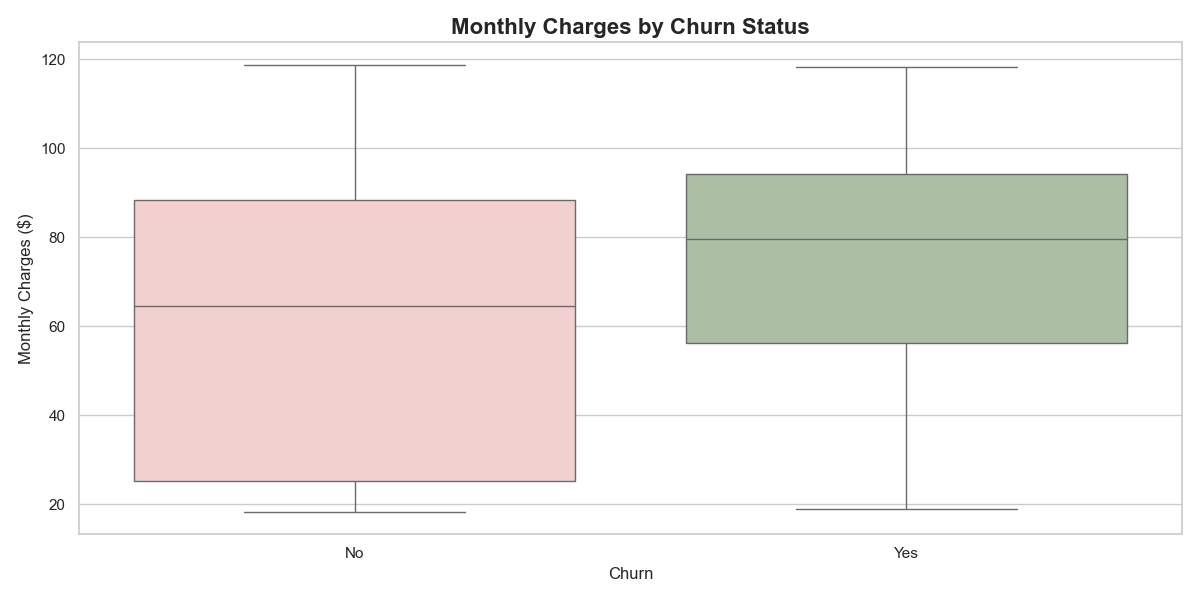 Monthly Charges by Churn Status
Monthly Charges ($)
120
100
80
60
40
20
No
Yes
Churn